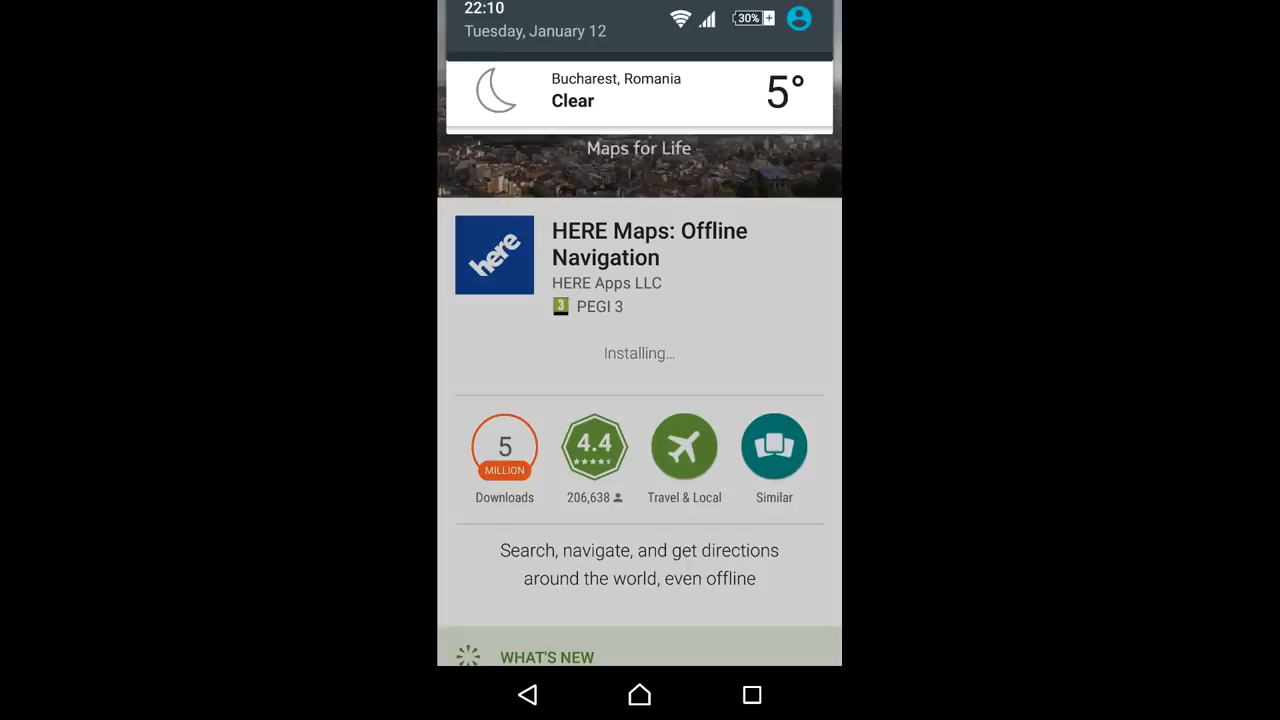 22:10
30%
Tuesday, January 12
Bucharest, Romania
Clear
5°
Maps for Life
here
HERE Maps: Offline
Navigation
HERE Apps LLC
3 PEGI 3
Installing...
5
MILLION
Downloads
4.4
206,638
Travel & Local
Similar
Search, navigate, and get directions
around the world, even offline
WHAT'S NEW